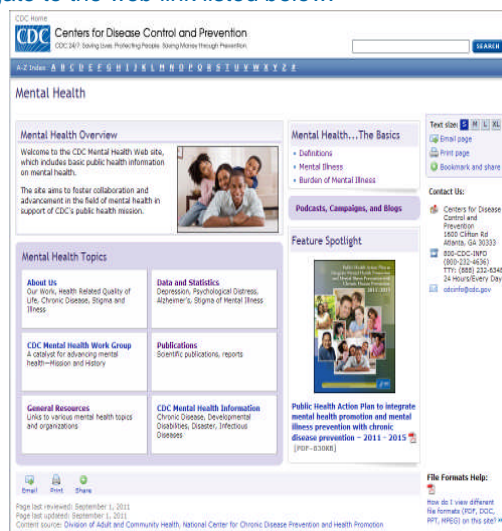 gate to the web link listed below.
CDC Home
CDC Centers for Disease Control and Prevention
CDC 24/7: Saving Lives. Protecting People. Saving Money Through Prevention.
SEARCH
A-Z Index A B C D E F G H I J K L M N O P Q R S T U V W X Y Z #
Mental Health
Mental Health Overview
Welcome to the CDC Mental Health Web site,
which includes basic public health information
on mental health.
The site aims to foster collaboration and
advancement in the field of mental health in
support of CDC's public health mission.
Mental Health Topics
About Us
Our Work, Health Related Quality of
Life, Chronic Disease, Stigma and
Illness
Data and Statistics
Depression, Psychological Distress,
Alzheimer's, Stigma of Mental Illness
CDC Mental Health Work Group
A catalyst for advancing mental
health—Mission and History
Publications
Scientific publications, reports
General Resources
Links to various mental health topics
and organizations
CDC Mental Health Information
Chronic Disease, Developmental
Disabilities, Disaster, Infectious
Diseases
Mental Health...The Basics
Definitions
Mental Illness
Burden of Mental Illness
Podcasts, Campaigns, and Blogs
Feature Spotlight
Public Health Action Plan to integrate
mental health promotion and mental
illness prevention with chronic
disease prevention – 2011 - 2015
[PDF-830KB]
Text size: S M L XL
Email page
Print page
Bookmark and share
Contact Us:
Centers for Disease
Control and
Prevention
1600 Clifton Rd
Atlanta, GA 30333
800-CDC-INFO
(800-232-4636)
TTY: (888) 232-6348
24 Hours/Every Day
cdcinfo@cdc.gov
File Formats Help:
How do I view different
file formats (PDF, DOC,
PPT, MPEG) on this site? »
Email Print Share
Page last reviewed: September 1, 2011
Page last updated: September 1, 2011
Content source: Division of Adult and Community Health, National Center for Chronic Disease Prevention and Health Promotion